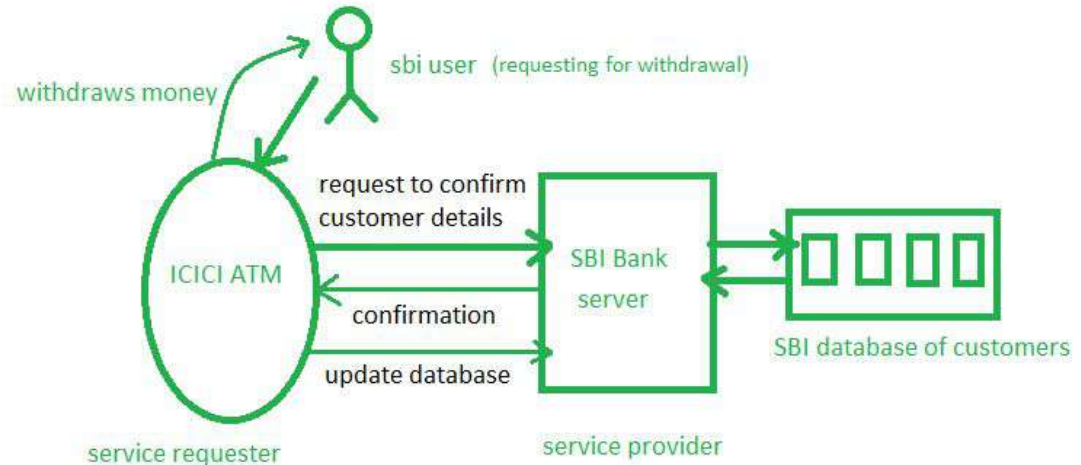 sbi user (requesting for withdrawal)
withdraws money
request to confirm
customer details
ICICI ATM
SBI Bank
server
confirmation
SBI database of customers
update database
service requester
service provider